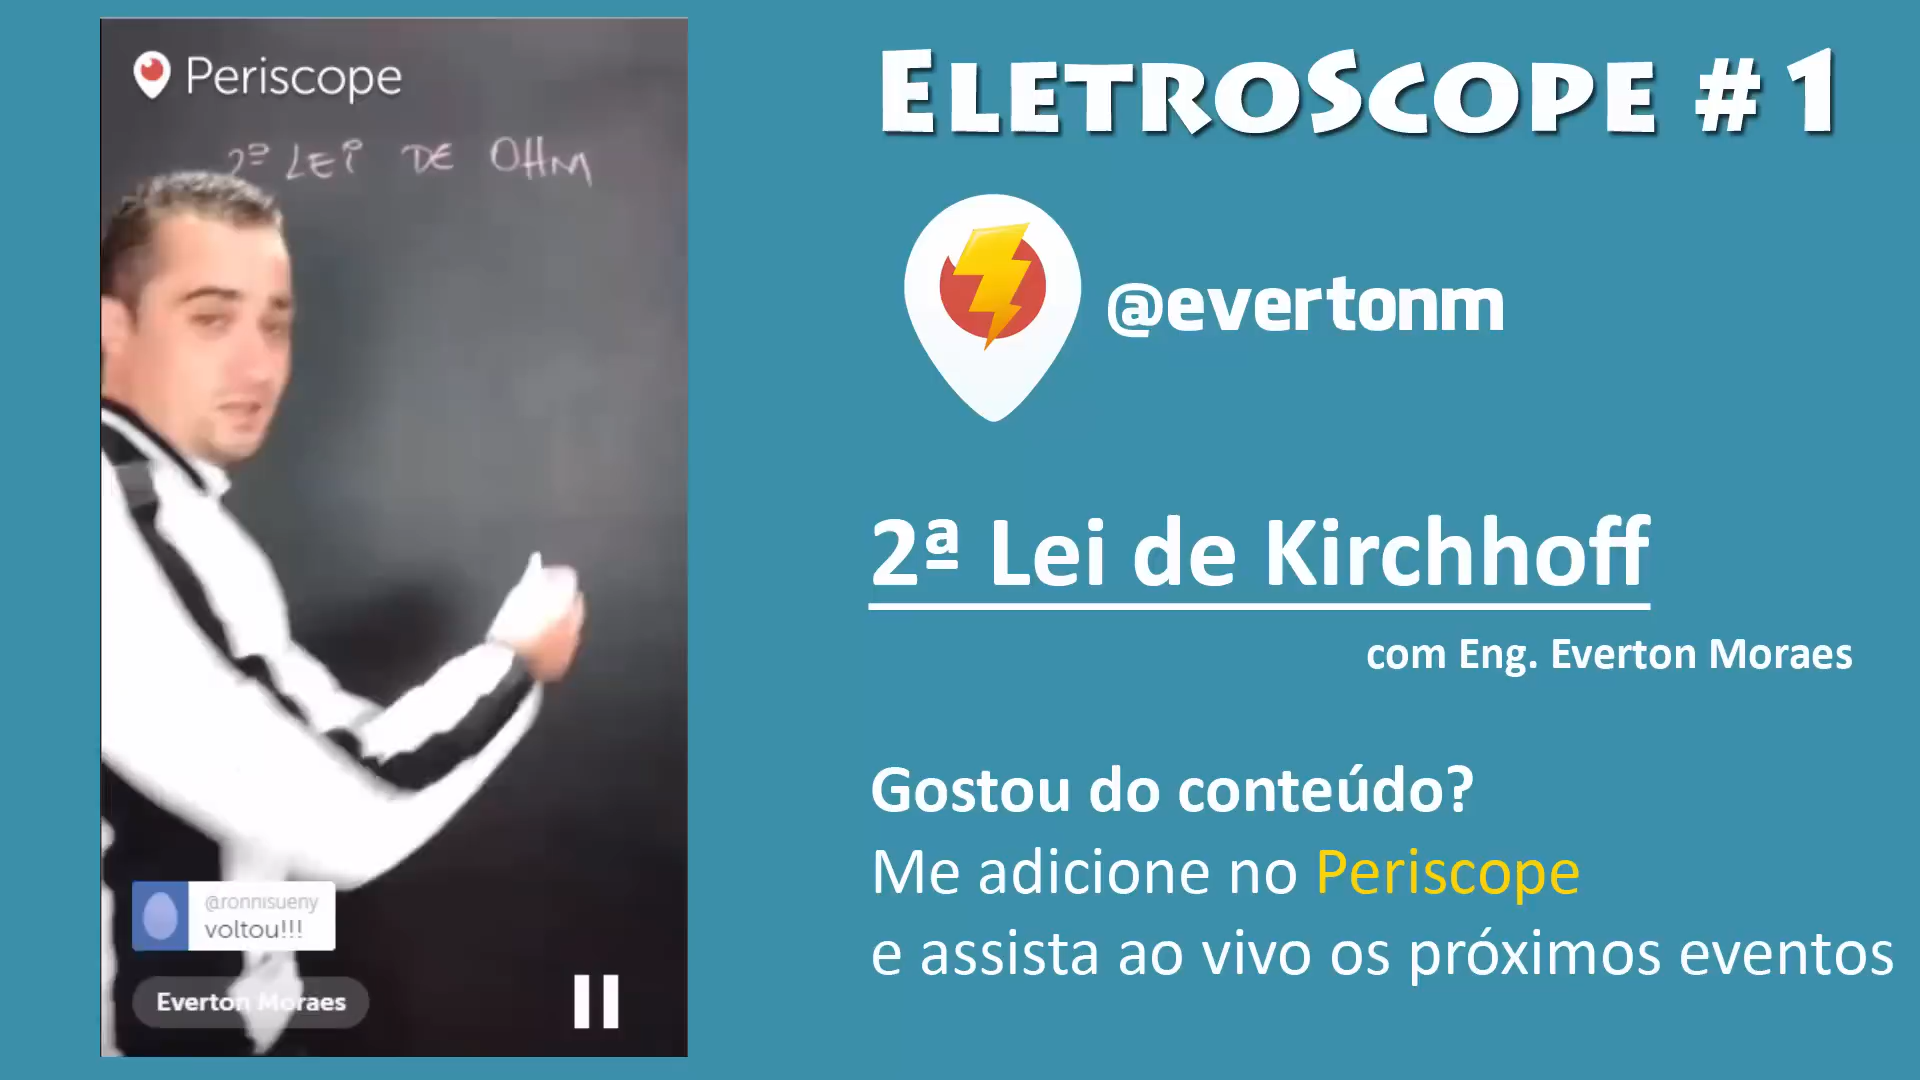 Periscope
2ª LEI DE OHM
@ronnisueny
voltou!!!
Everton Moraes
ELETROSCOPE #1
@evertonm
2ª Lei de Kirchhoff
com Eng. Everton Moraes
Gostou do conteúdo?
Me adicione no Periscope
e assista ao vivo os próximos eventos